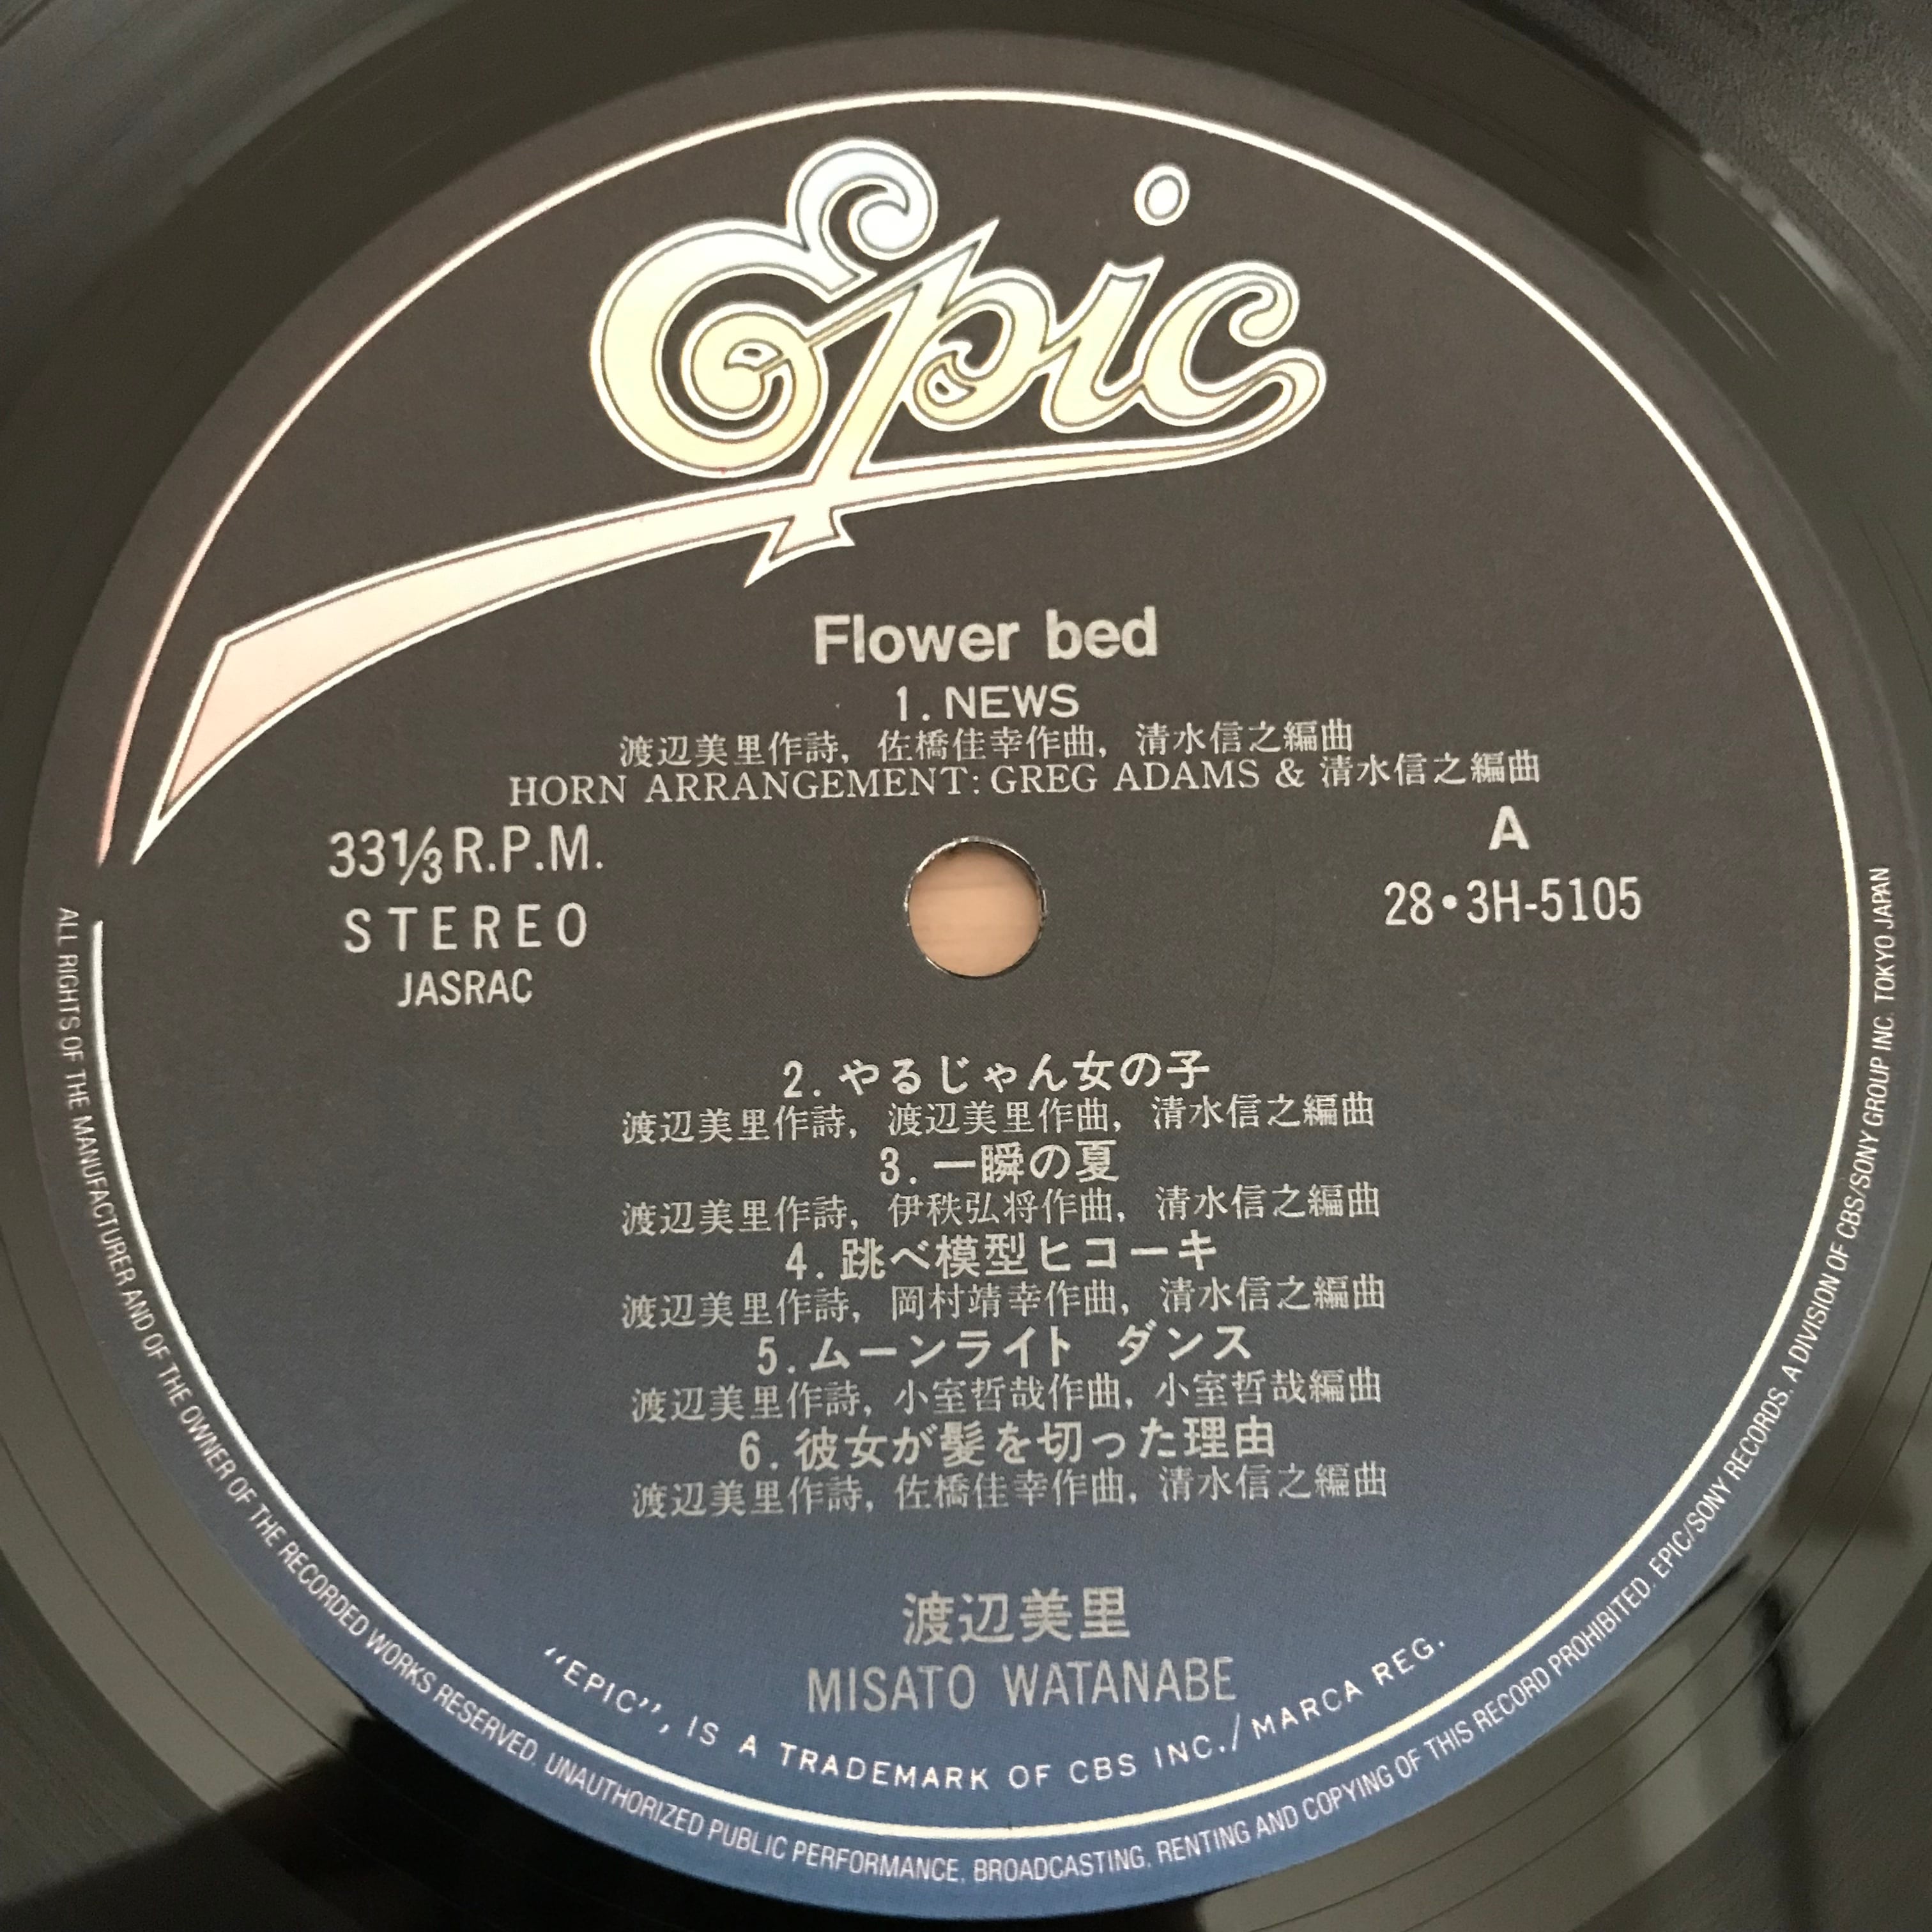 Epic
Flower bed
1. NEWS
渡辺美里作詩, 佐橋佳幸作曲, 清水信之編曲
HORN ARRANGEMENT: GREG ADAMS & 清水信之編曲
33⅓ R.P.M.
STEREO
JASRAC
A
28•3H-5105
2. やるじゃん女の子
渡辺美里作詩, 渡辺美里作曲, 清水信之編曲
3. 一瞬の夏
渡辺美里作詩, 伊秩弘将作曲, 清水信之編曲
4. 跳べ模型ヒコーキ
渡辺美里作詩, 岡村靖幸作曲, 清水信之編曲
5. ムーンライト ダンス
渡辺美里作詩, 小室哲哉作曲, 小室哲哉編曲
6. 彼女が髪を切った理由
渡辺美里作詩, 佐橋佳幸作曲, 清水信之編曲
渡辺美里
MISATO WATANABE
"EPIC", IS A TRADEMARK OF CBS INC./MARCA REG.
ALL RIGHTS OF THE MANUFACTURER AND OF THE OWNER OF THE RECORDED WORKS RESERVED. UNAUTHORIZED PUBLIC PERFORMANCE, BROADCASTING, RENTING AND COPYING OF THIS RECORD PROHIBITED. EPIC/SONY RECORDS. A DIVISION OF CBS/SONY GROUP INC. TOKYO JAPAN